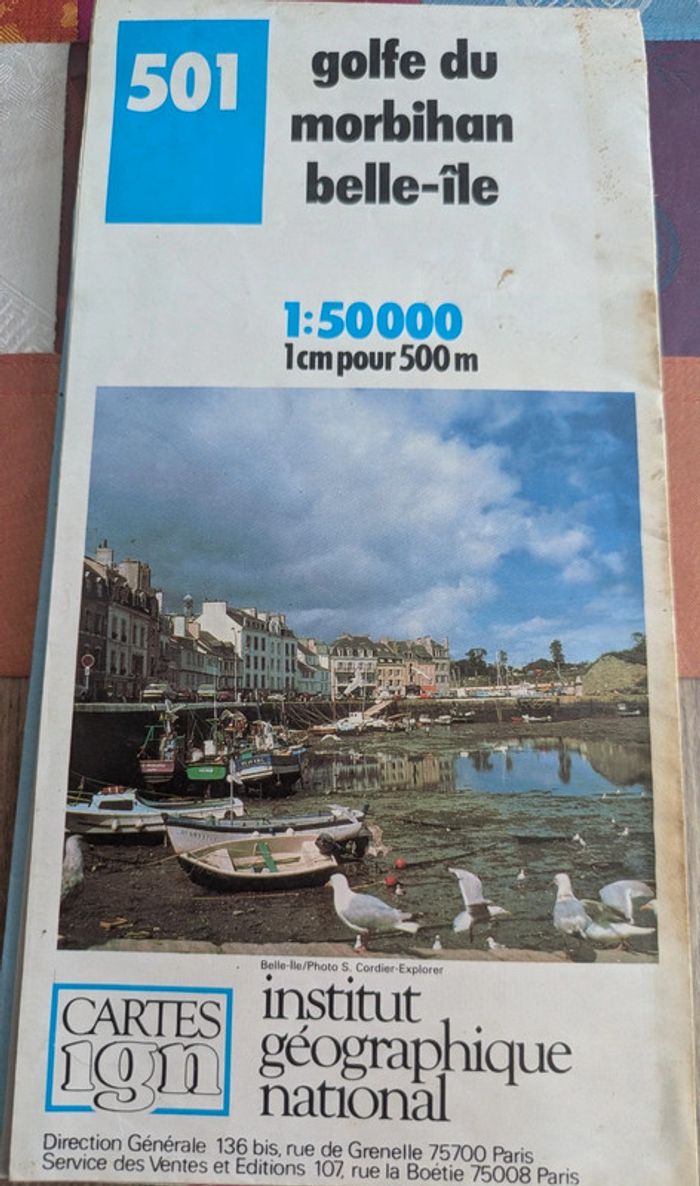 501
golfe du
morbihan
belle-île
1:50000
1cm pour 500 m
Belle-Ile/Photo S. Cordier-Explorer
CARTES
ign
institut
géographique
national
Direction Générale 136 bis, rue de Grenelle 75700 Paris
Service des Ventes et Editions 107, rue la Boétie 75008 Paris